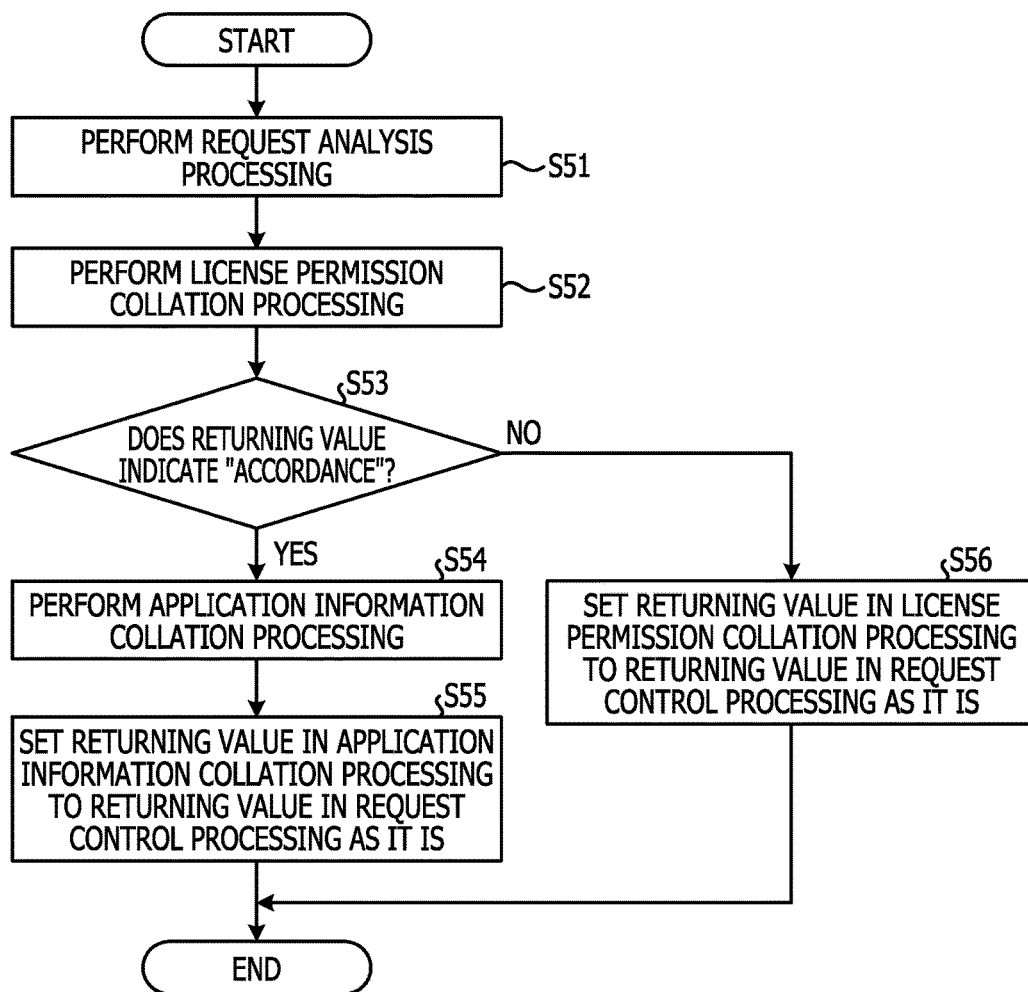 START
PERFORM REQUEST ANALYSIS
PROCESSING
S51
PERFORM LICENSE PERMISSION
COLLATION PROCESSING
S52
S53
DOES RETURNING VALUE
INDICATE "ACCORDANCE"?
NO
YES
S54
PERFORM APPLICATION INFORMATION
COLLATION PROCESSING
S56
SET RETURNING VALUE IN LICENSE
PERMISSION COLLATION PROCESSING
TO RETURNING VALUE IN REQUEST
CONTROL PROCESSING AS IT IS
S55
SET RETURNING VALUE IN APPLICATION
INFORMATION COLLATION PROCESSING
TO RETURNING VALUE IN REQUEST
CONTROL PROCESSING AS IT IS
END